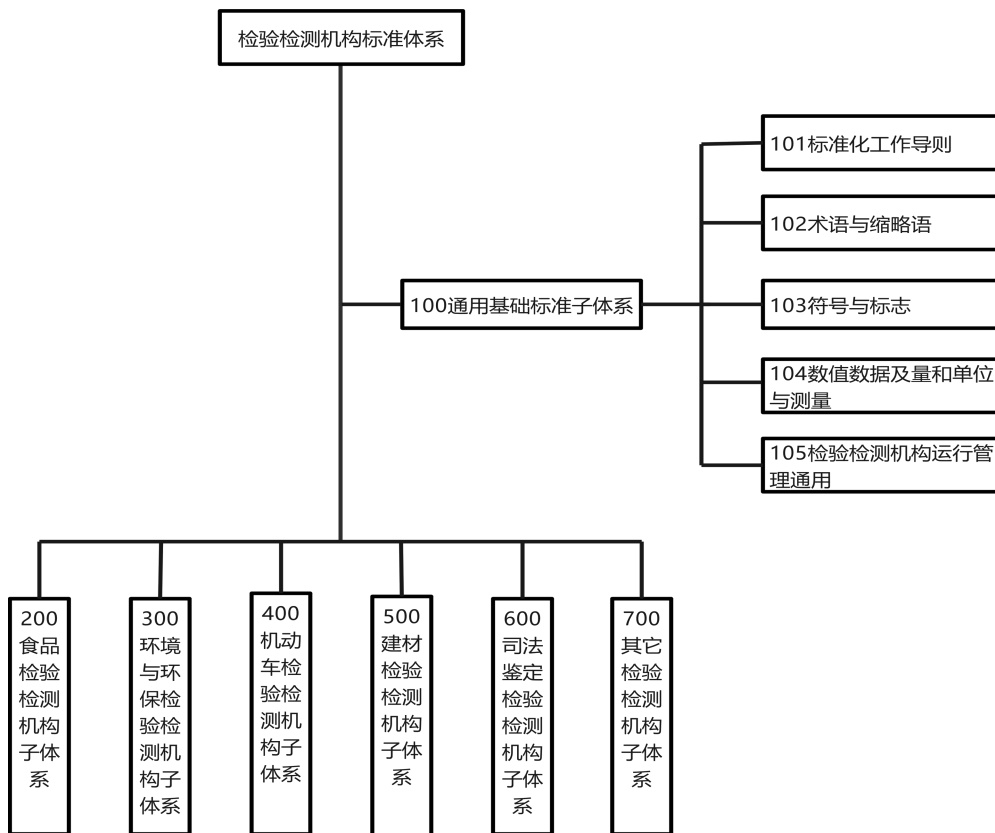 检验检测机构标准体系
101标准化工作导则
102术语与缩略语
100通用基础标准子体系
103符号与标志
104数值数据及量和单位
与测量
105检验检测机构运行管
理通用
200
食品
检验
检测
机构
子体
系
300
环境
与环
保检
验检
测机
构子
体系
400
机动
车检
验检
测机
构子
体系
500
建材
检验
检测
机构
子体
系
600
司法
鉴定
检验
检测
机构
子体
系
700
其它
检验
检测
机构
子体
系